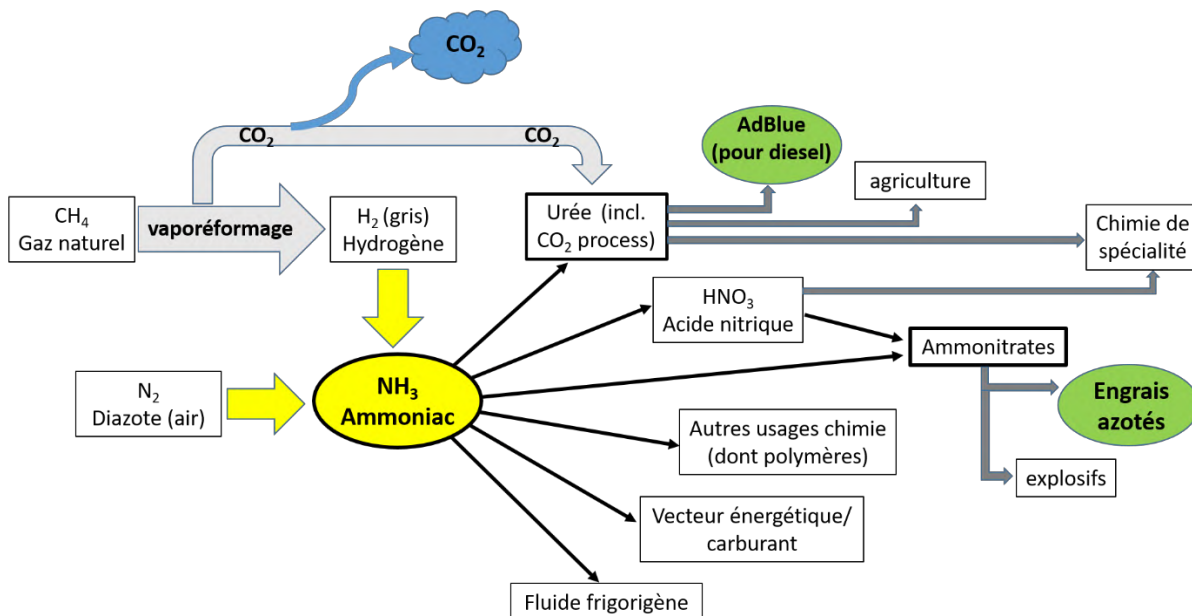 CO₂
CO₂
CO₂
AdBlue
(pour diesel)
agriculture
CH₄
Gaz naturel
vaporéformage
H₂ (gris)
Hydrogène
Urée (incl.
CO₂ process)
Chimie de
spécialité
HNO₃
Acide nitrique
Ammonitrates
N₂
Diazote (air)
NH₃
Ammoniac
Engrais
azotés
Autres usages chimie
(dont polymères)
explosifs
Vecteur énergétique/
carburant
Fluide frigorigène